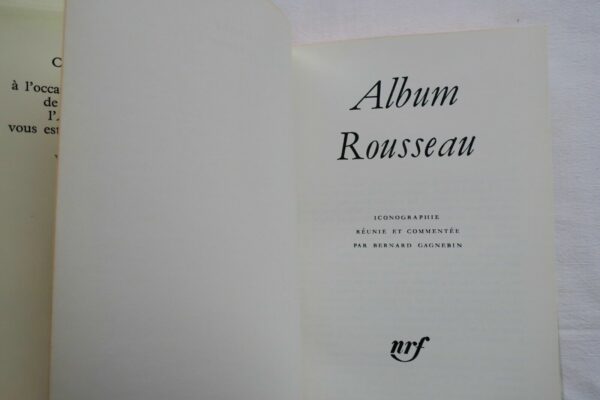 à l'occa
de
vous est
Album
Rousseau
ICONOGRAPHIE
RÉUNIE ET COMMENTÉE
PAR BERNARD GAGNEBIN
nrf